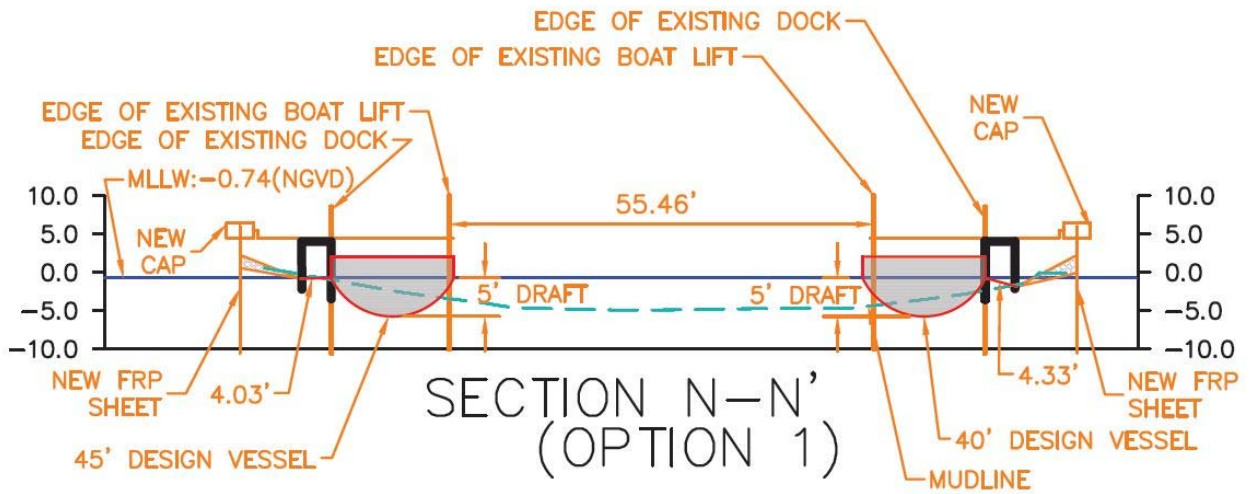 EDGE OF EXISTING DOCK
EDGE OF EXISTING BOAT LIFT
EDGE OF EXISTING BOAT LIFT
EDGE OF EXISTING DOCK
NEW
CAP
MLLW:-0.74(NGVD)
55.46'
10.0
5.0
0.0
-5.0
-10.0
NEW
CAP
5' DRAFT
5' DRAFT
10.0
5.0
0.0
-5.0
-10.0
NEW FRP
SHEET
4.03'
4.33'
NEW FRP
SHEET
SECTION N-N'
(OPTION 1)
45' DESIGN VESSEL
40' DESIGN VESSEL
MUDLINE